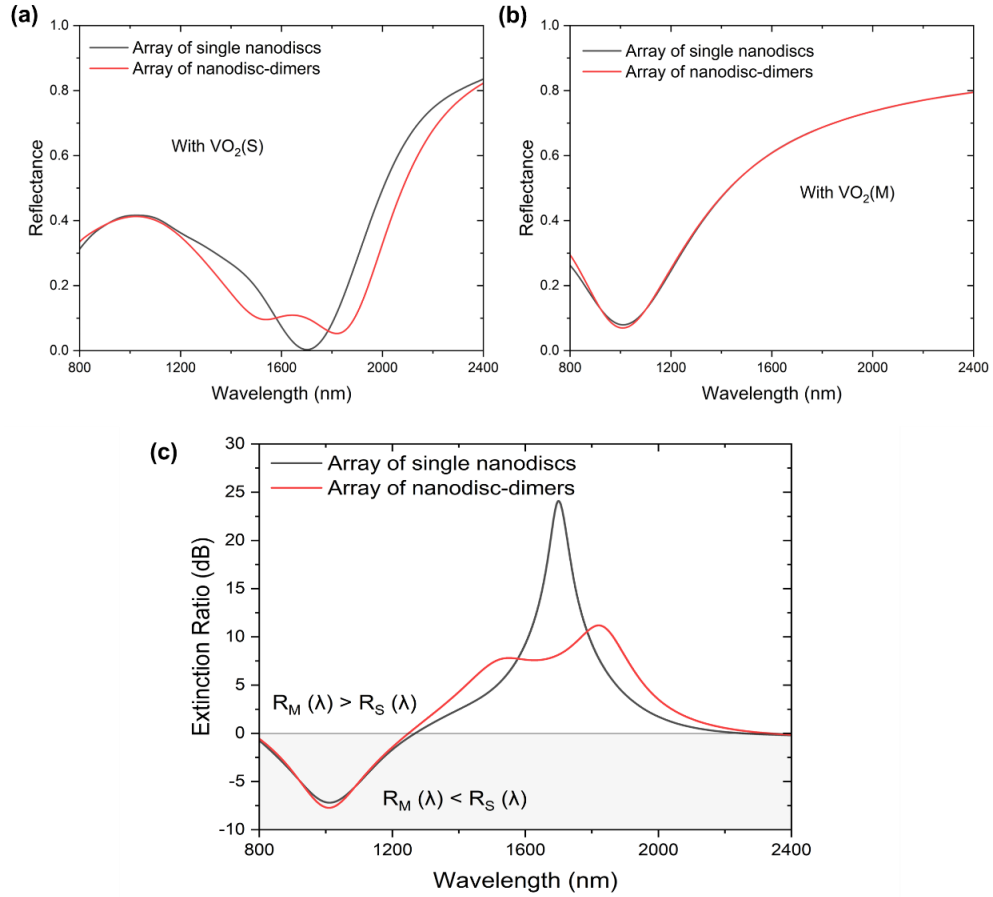 (a)
1.0
0.8
0.6
0.4
0.2
0.0
Reflectance
Array of single nanodiscs
Array of nanodisc-dimers
With VO₂(S)
800 1200 1600 2000 2400
Wavelength (nm)
(b)
1.0
0.8
0.6
0.4
0.2
0.0
Reflectance
Array of single nanodiscs
Array of nanodisc-dimers
With VO₂(M)
800 1200 1600 2000 2400
Wavelength (nm)
(c)
30
25
20
15
10
5
0
-5
-10
Extinction Ratio (dB)
Array of single nanodiscs
Array of nanodisc-dimers
R_M (λ) > R_S (λ)
R_M (λ) < R_S (λ)
800 1200 1600 2000 2400
Wavelength (nm)